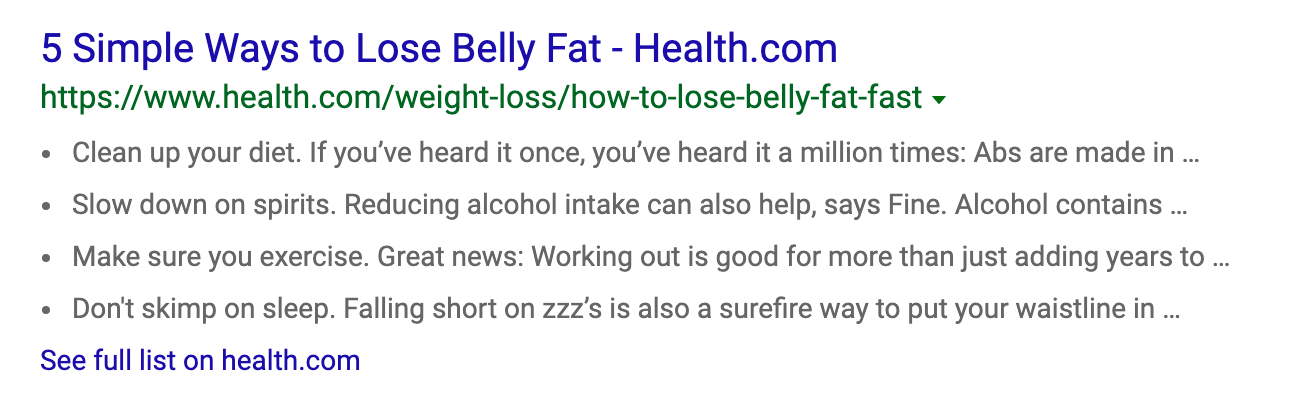 5 Simple Ways to Lose Belly Fat - Health.com
https://www.health.com/weight-loss/how-to-lose-belly-fat-fast
• Clean up your diet. If you’ve heard it once, you’ve heard it a million times: Abs are made in ...
• Slow down on spirits. Reducing alcohol intake can also help, says Fine. Alcohol contains ...
• Make sure you exercise. Great news: Working out is good for more than just adding years to ...
• Don't skimp on sleep. Falling short on zzz’s is also a surefire way to put your waistline in ...
See full list on health.com